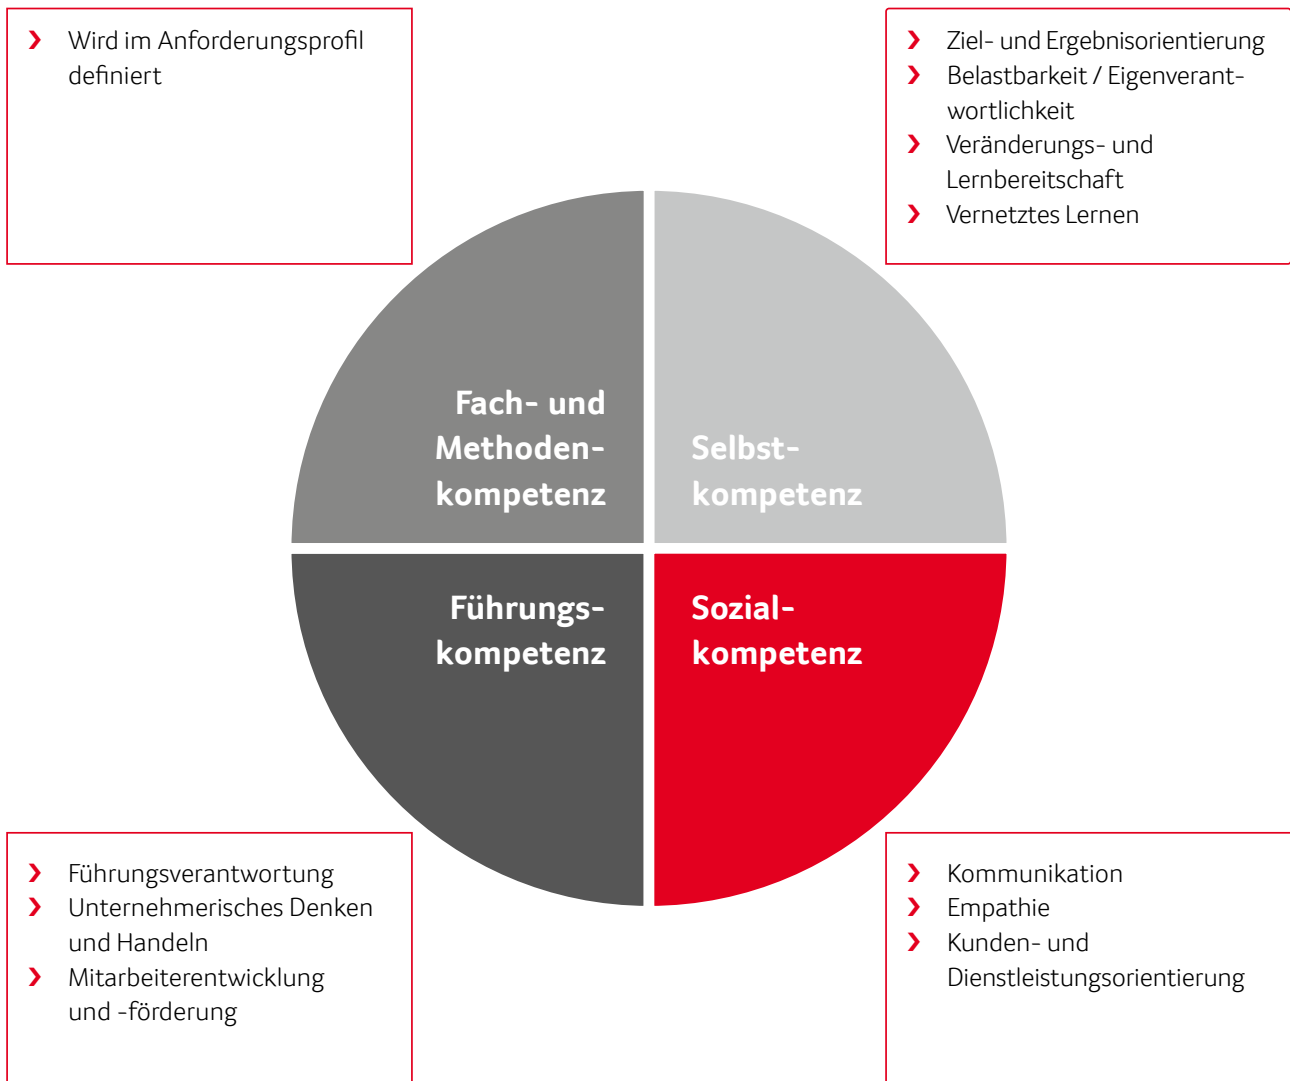 Wird im Anforderungsprofil
definiert
Ziel- und Ergebnisorientierung
Belastbarkeit / Eigenverant-
wortlichkeit
Veränderungs- und
Lernbereitschaft
Vernetztes Lernen
Fach- und
Methoden-
kompetenz
Selbst-
kompetenz
Führungs-
kompetenz
Sozial-
kompetenz
Führungsverantwortung
Unternehmerisches Denken
und Handeln
Mitarbeiterentwicklung
und -förderung
Kommunikation
Empathie
Kunden- und
Dienstleistungsorientierung